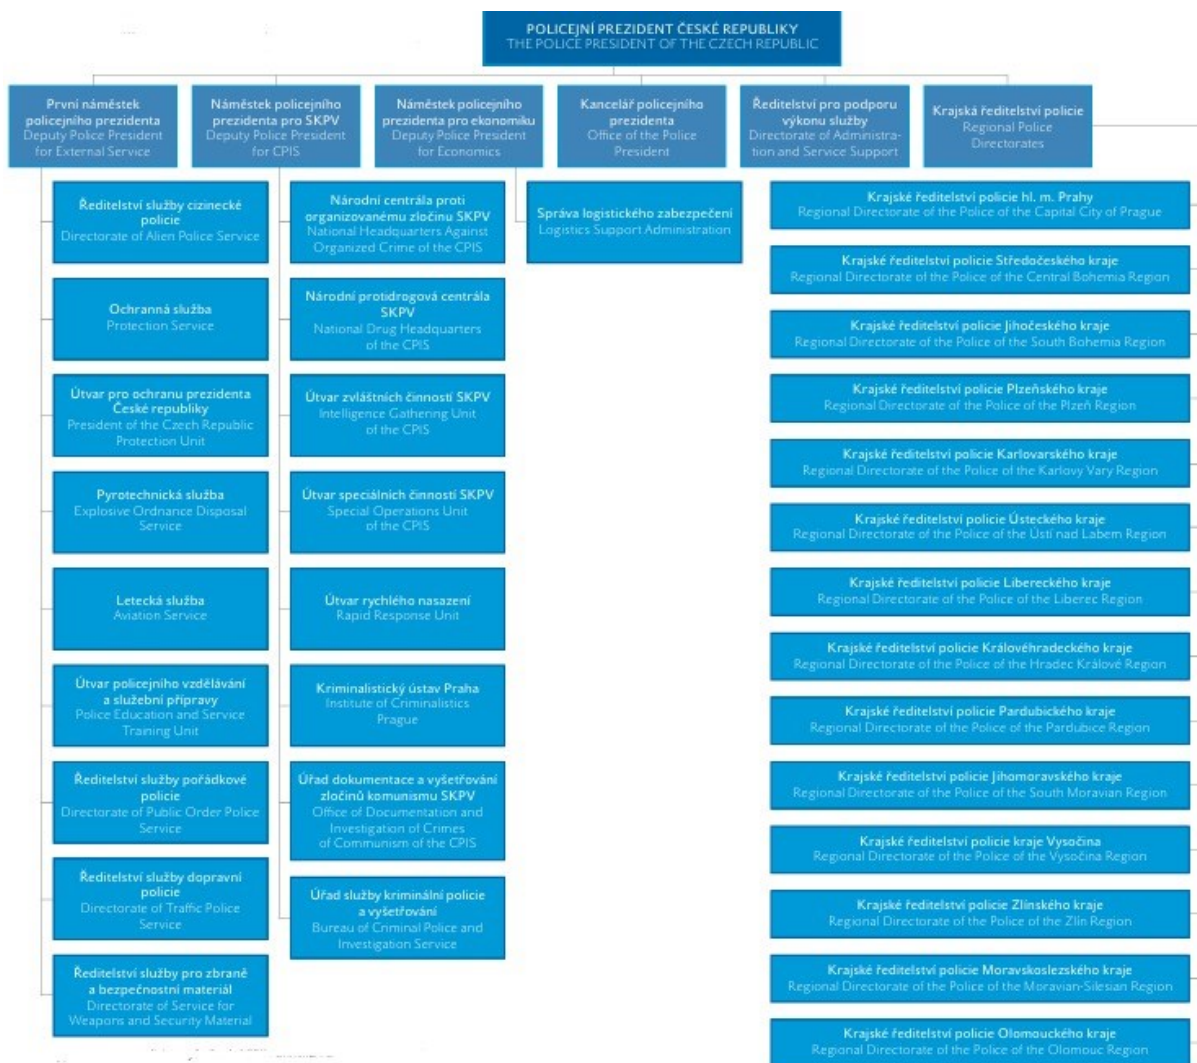 POLICEJNÍ PREZIDENT ČESKÉ REPUBLIKY
THE POLICE PRESIDENT OF THE CZECH REPUBLIC
První náměstek
policejního prezidenta
Deputy Police President
for External Service
Náměstek policejního
prezidenta pro SKPV
Deputy Police President
for CPIS
Náměstek policejního
prezidenta pro ekonomiku
Deputy Police President
for Economics
Kancelář policejního
prezidenta
Office of the Police
President
Ředitelství pro podporu
výkonu služby
Directorate of Administra-
tion and Service Support
Krajská ředitelství policie
Regional Police
Directorates
Ředitelství služby cizinecké
policie
Directorate of Alien Police Service
Ochranná služba
Protection Service
Útvar pro ochranu prezidenta
České republiky
President of the Czech Republic
Protection Unit
Pyrotechnická služba
Explosive Ordnance Disposal
Service
Letecká služba
Aviation Service
Útvar policejního vzdělávání
a služební přípravy
Police Education and Service
Training Unit
Ředitelství služby pořádkové
policie
Directorate of Public Order Police
Service
Ředitelství služby dopravní
policie
Directorate of Traffic Police
Service
Ředitelství služby pro zbraně
a bezpečnostní materiál
Directorate of Service for
Weapons and Security Material
Národní centrála proti
organizovanému zločinu SKPV
National Headquarters Against
Organized Crime of the CPIS
Národní protidrogová centrála
SKPV
National Drug Headquarters
of the CPIS
Útvar zvláštních činností SKPV
Intelligence Gathering Unit
of the CPIS
Útvar speciálních činností SKPV
Special Operations Unit
of the CPIS
Útvar rychlého nasazení
Rapid Response Unit
Kriminalistický ústav Praha
Institute of Criminalistics
Prague
Úřad dokumentace a vyšetřování
zločinů komunismu SKPV
Office of Documentation and
Investigation of Crimes
of Communism of the CPIS
Úřad služby kriminální policie
a vyšetřování
Bureau of Criminal Police and
Investigation Service
Správa logistického zabezpečení
Logistics Support Administration
Krajské ředitelství policie hl. m. Prahy
Regional Directorate of the Police of the Capital City of Prague
Krajské ředitelství policie Středočeského kraje
Regional Directorate of the Police of the Central Bohemia Region
Krajské ředitelství policie Jihočeského kraje
Regional Directorate of the Police of the South Bohemia Region
Krajské ředitelství policie Plzeňského kraje
Regional Directorate of the Police of the Plzeň Region
Krajské ředitelství policie Karlovarského kraje
Regional Directorate of the Police of the Karlovy Vary Region
Krajské ředitelství policie Ústeckého kraje
Regional Directorate of the Police of the Ústí nad Labem Region
Krajské ředitelství policie Libereckého kraje
Regional Directorate of the Police of the Liberec Region
Krajské ředitelství policie Královéhradeckého kraje
Regional Directorate of the Police of the Hradec Králové Region
Krajské ředitelství policie Pardubického kraje
Regional Directorate of the Police of the Pardubice Region
Krajské ředitelství policie Jihomoravského kraje
Regional Directorate of the Police of the South Moravian Region
Krajské ředitelství policie kraje Vysočina
Regional Directorate of the Police of the Vysočina Region
Krajské ředitelství policie Zlínského kraje
Regional Directorate of the Police of the Zlín Region
Krajské ředitelství policie Moravskoslezského kraje
Regional Directorate of the Police of the Moravian-Silesian Region
Krajské ředitelství policie Olomouckého kraje
Regional Directorate of the Police of the Olomouc Region